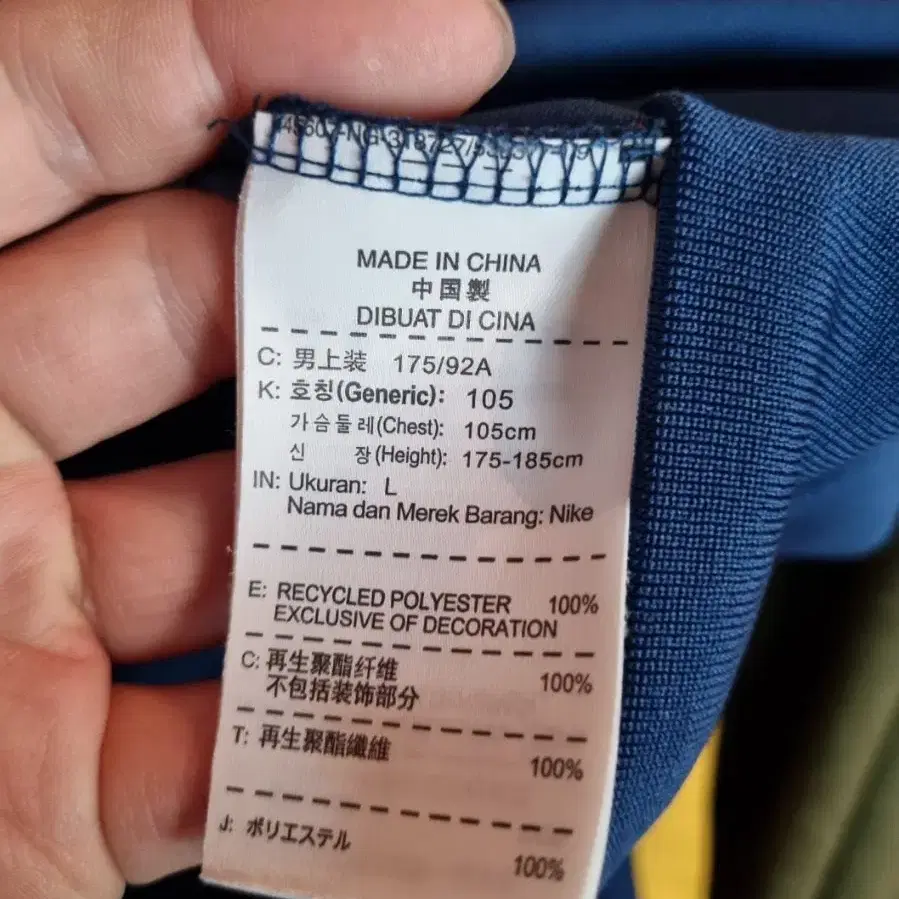 MADE IN CHINA
中国製
DIBUAT DI CINA
C: 男上装 175/92A
K: 호칭(Generic): 105
가슴둘레(Chest): 105cm
신 장(Height): 175-185cm
IN: Ukuran: L
Nama dan Merek Barang: Nike
E: RECYCLED POLYESTER 100%
EXCLUSIVE OF DECORATION
C: 再生聚酯纤维 100%
不包括装饰部分
T: 再生聚酯纖維 100%
J: ポリエステル 100%